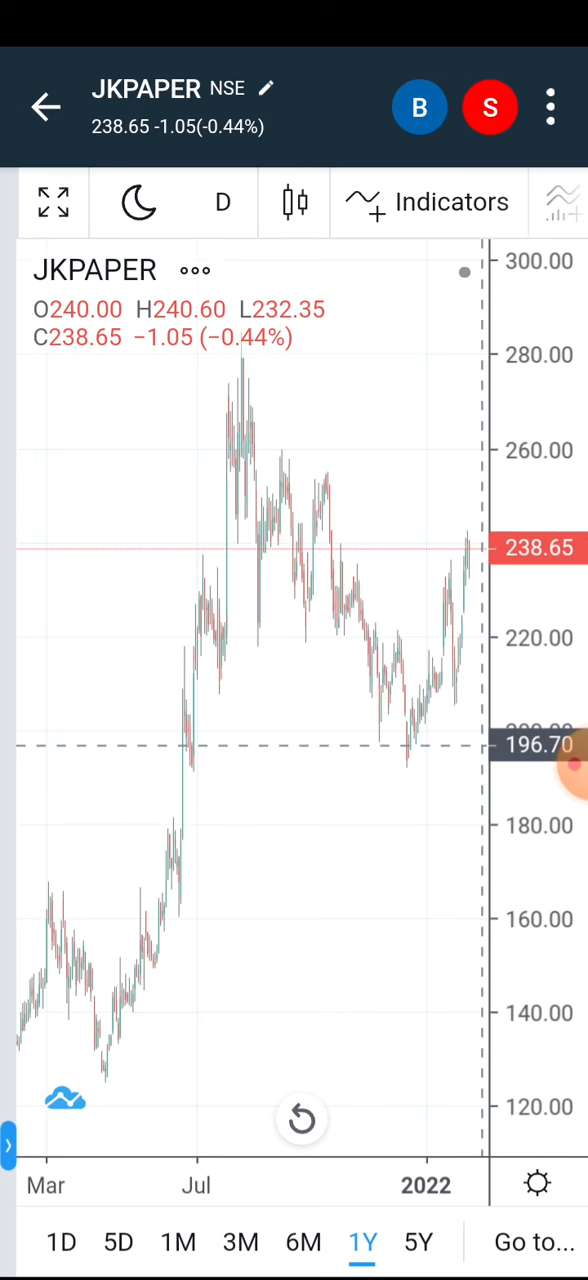 JKPAPER NSE
238.65 -1.05(-0.44%)
B
S
D
Indicators
JKPAPER
O240.00 H240.60 L232.35
C238.65 −1.05 (−0.44%)
300.00
280.00
260.00
238.65
220.00
200.00
196.70
180.00
160.00
140.00
120.00
Mar Jul 2022
1D 5D 1M 3M 6M 1Y 5Y Go to...